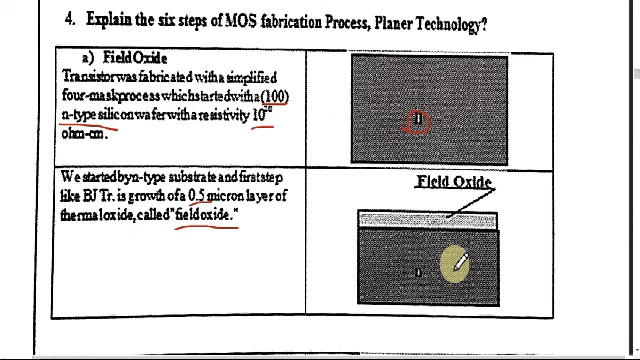 4. Explain the six steps of MOS fabrication Process, Planer Technology?
a) Field Oxide
Transistor was fabricated with a simplified
four-mask process which started with a (100)
n-type silicon wafer with a resistivity 10
ohm-cm.
n
We started by n-type substrate and first step
like BJ Tr. is growth of a 0.5 micron layer of
thermal oxide, called "field oxide."
Field Oxide
n